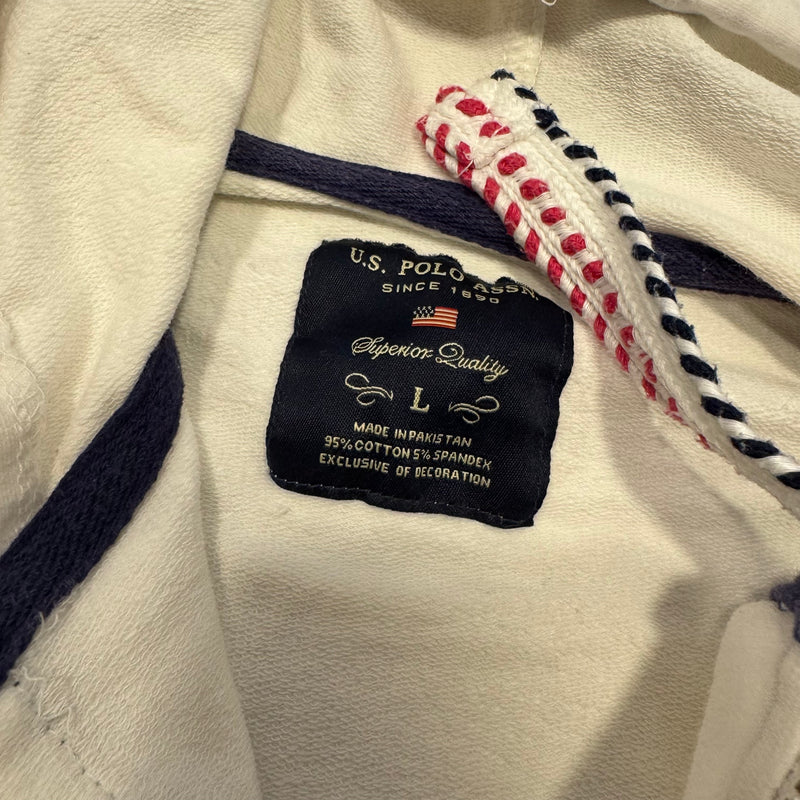 U.S. POLO ASSN.
SINCE 1890
Superior Quality
L
MADE IN PAKISTAN
95% COTTON 5% SPANDEX
EXCLUSIVE OF DECORATION